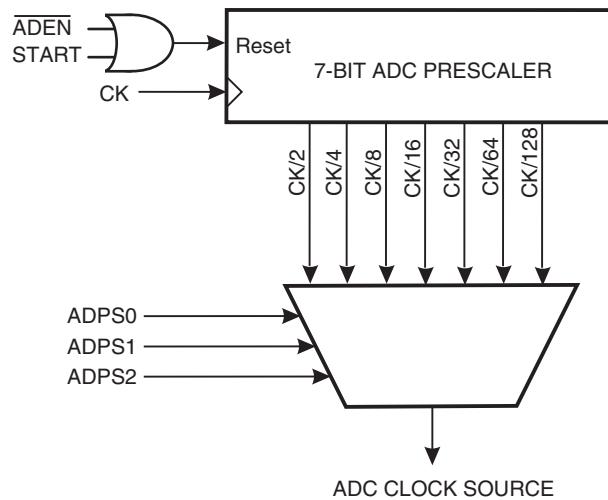 ADEN
START
Reset
7-BIT ADC PRESCALER
CK
CK/2
CK/4
CK/8
CK/16
CK/32
CK/64
CK/128
ADPS0
ADPS1
ADPS2
ADC CLOCK SOURCE